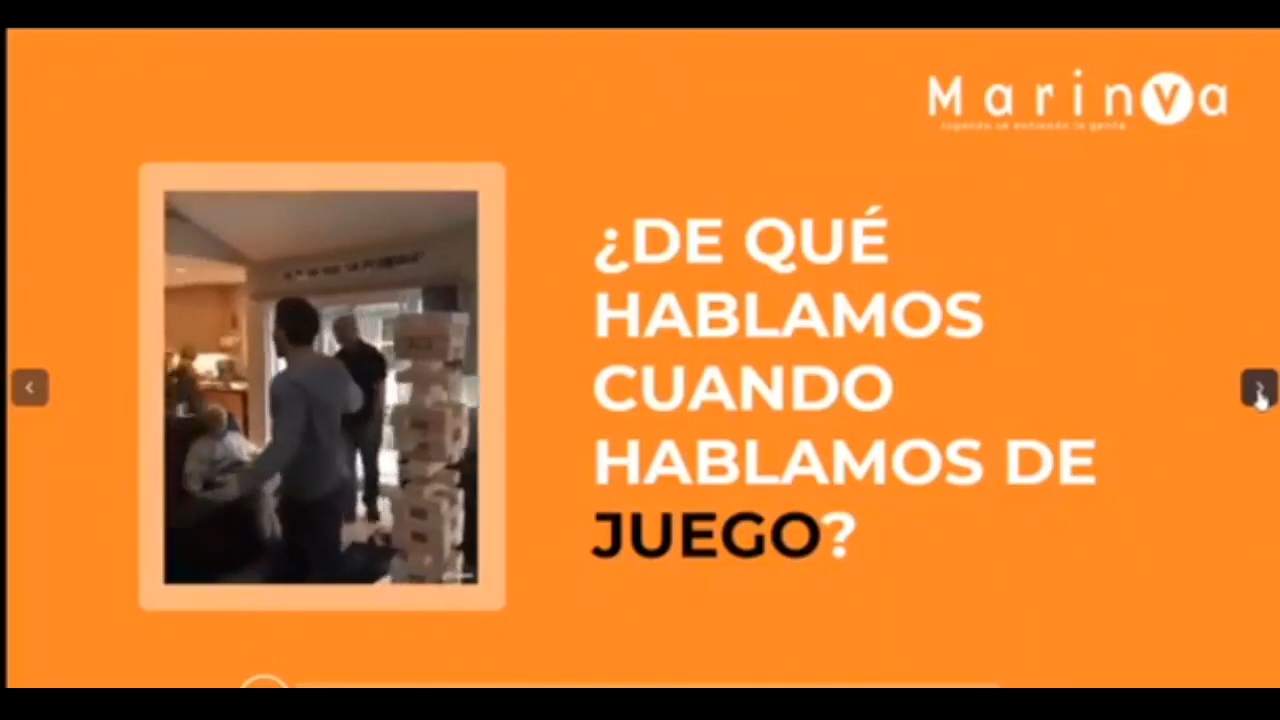 Marinva
¿DE QUÉ
HABLAMOS
CUANDO
HABLAMOS DE
JUEGO?